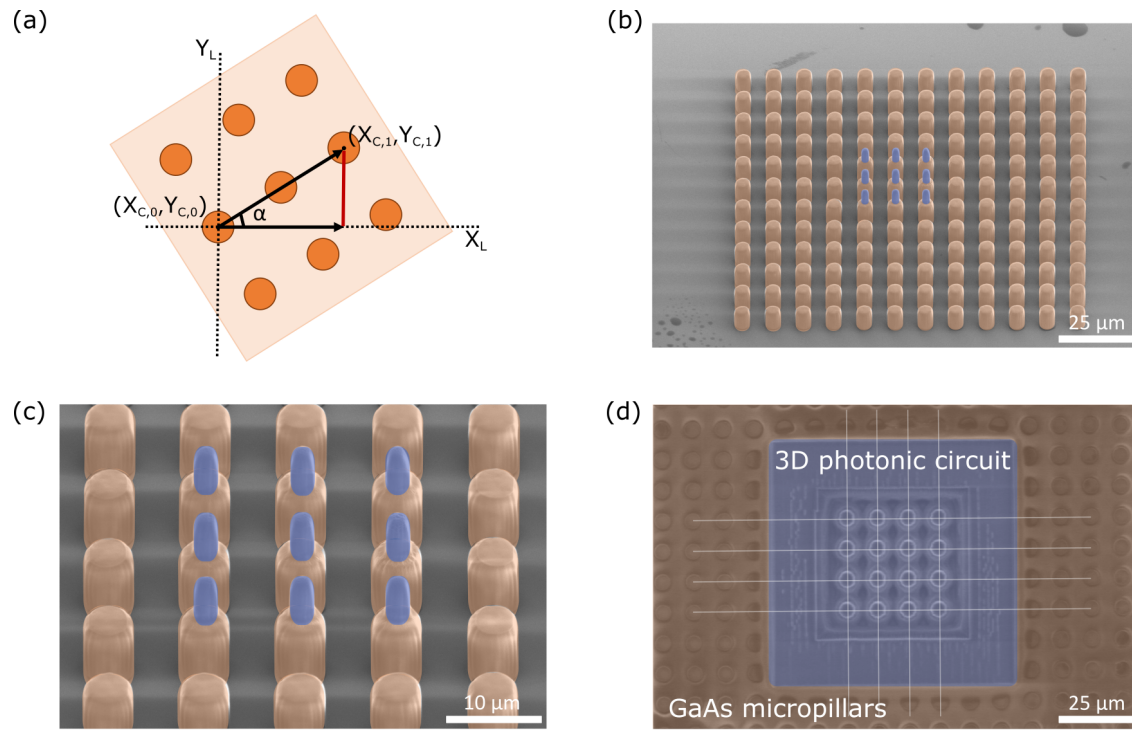 (a)
Y_L
(X_C,1,Y_C,1)
(X_C,0,Y_C,0)
α
X_L
(b)
25 μm
(c)
10 μm
(d)
3D photonic circuit
GaAs micropillars
25 μm